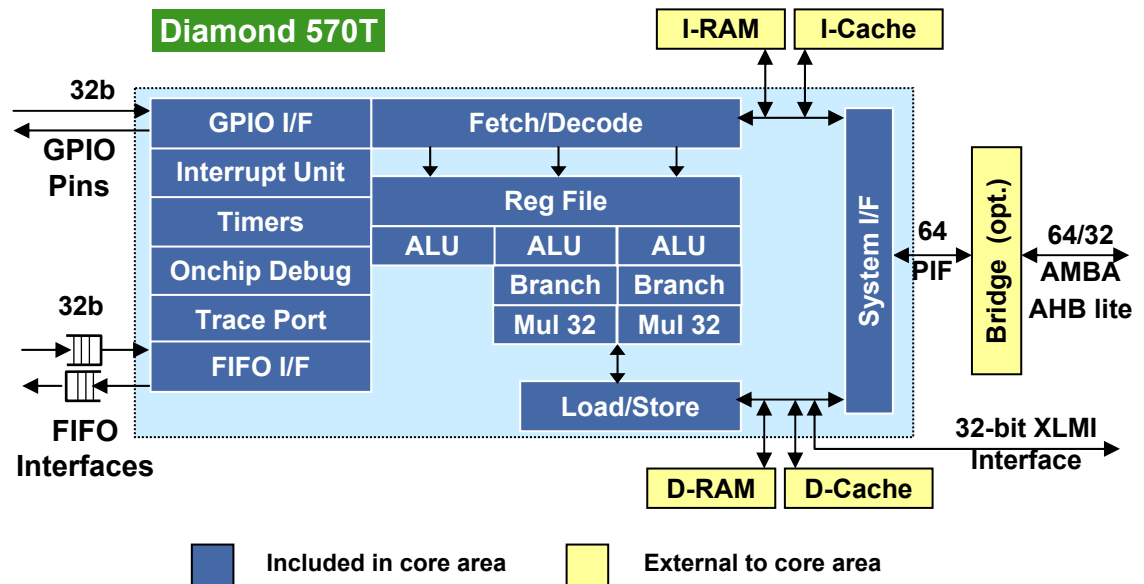 Diamond 570T
I-RAM
I-Cache
32b
GPIO
Pins
GPIO I/F
Fetch/Decode
Interrupt Unit
Reg File
Timers
ALU
ALU
ALU
Onchip Debug
Branch
Branch
Trace Port
Mul 32
Mul 32
FIFO I/F
Load/Store
32b
FIFO
Interfaces
System I/F
64
PIF
Bridge (opt.)
64/32
AMBA
AHB lite
32-bit XLMI
Interface
D-RAM
D-Cache
Included in core area
External to core area